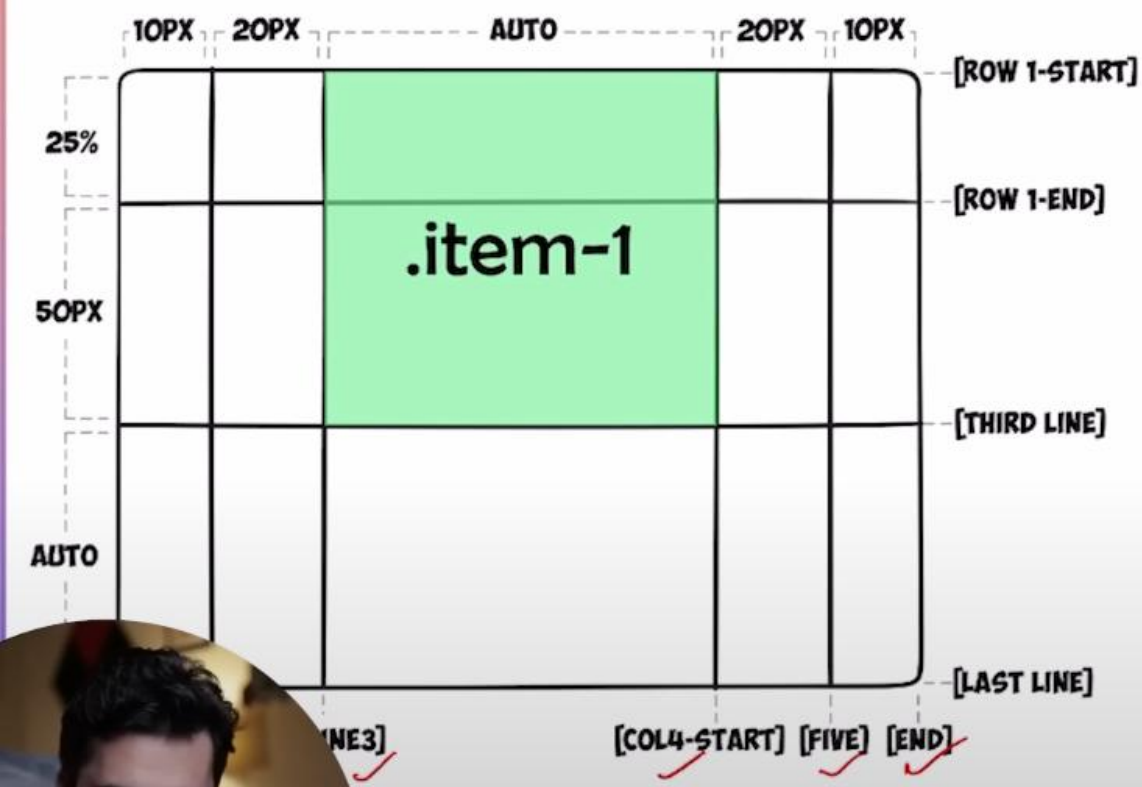 10PX 20PX AUTO 20PX 10PX
[ROW 1-START]
25%
[ROW 1-END]
.item-1
50PX
[THIRD LINE]
AUTO
[LAST LINE]
NE3] [COL4-START] [FIVE] [END]